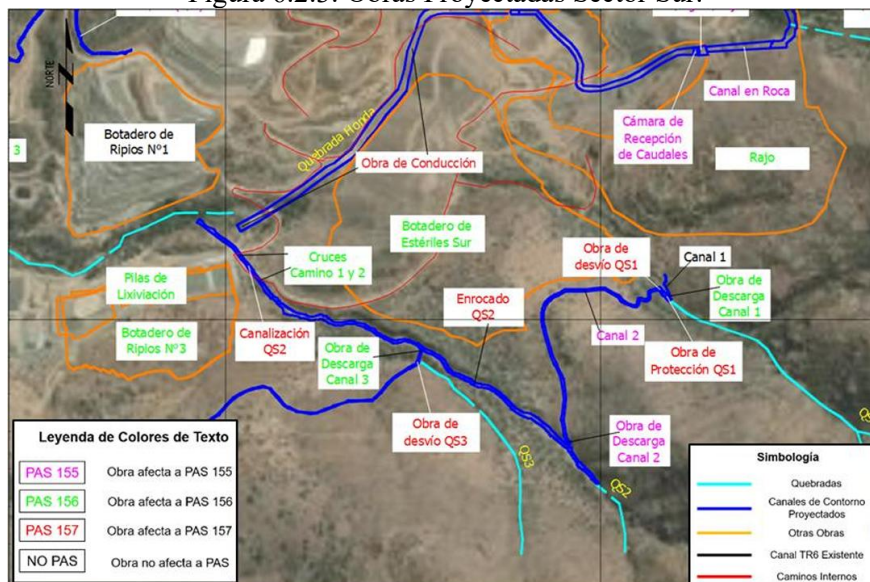 NORTE
Botadero de
Ripios N°1
3
Quebrada Honda
Obra de Conducción
Canal en Roca
Cámara de
Recepción
de Caudales
Rajo
Botadero de
Estériles Sur
Cruces
Camino 1 y 2
Obra de
desvío QS1
Canal 1
Obra de
Descarga
Canal 1
Pilas de
Lixiviación
Botadero de
Ripios N°3
Canalización
QS2
Enrocado
QS2
Obra de
Descarga
Canal 3
Canal 2
Obra de
Protección QS1
Obra de
desvío QS3
Obra de
Descarga
Canal 2
QS3
QS2
Leyenda de Colores de Texto
PAS 155 Obra afecta a PAS 155
PAS 156 Obra afecta a PAS 156
PAS 157 Obra afecta a PAS 157
NO PAS Obra no afecta a PAS
Simbología
Quebradas
Canales de Contorno
Proyectados
Otras Obras
Canal TR6 Existente
Caminos Internos